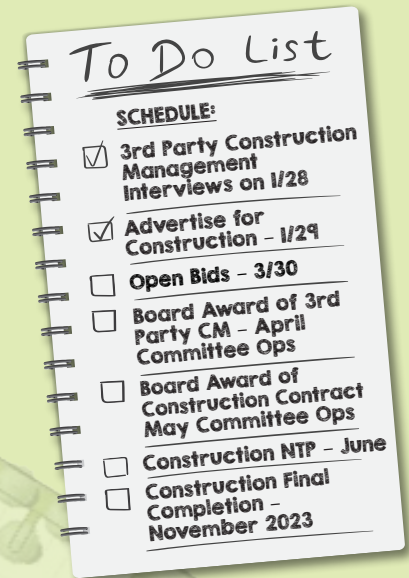 To Do List
SCHEDULE:
3rd Party Construction
Management
Interviews on 1/28
Advertise for
Construction – 1/29
Open Bids – 3/30
Board Award of 3rd
Party CM – April
Committee Ops
Board Award of
Construction Contract
May Committee Ops
Construction NTP – June
Construction Final
Completion –
November 2023